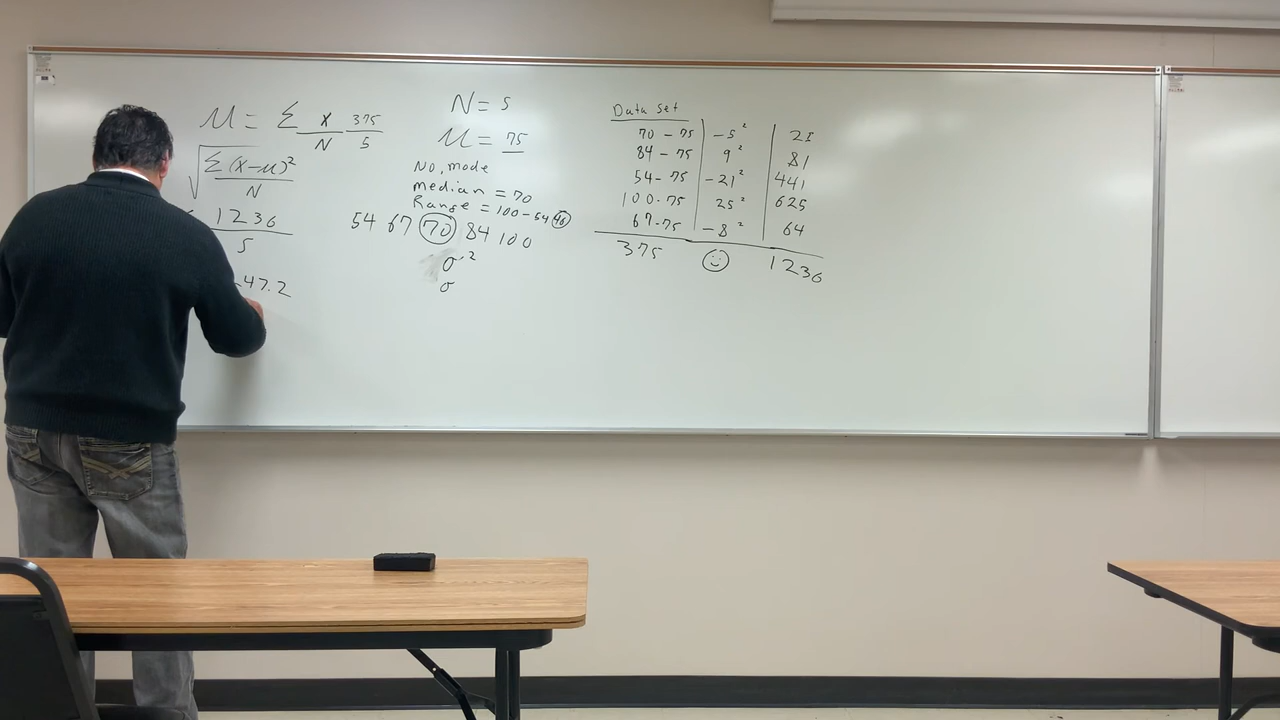 M = Σ X/N 375/5
√(Σ(X-M)²/N)
1236/5
247.2
N = 5
M = 75
No, mode
median = 70
Range = 100-54 46
54 67 70 84 100
σ²
σ
Data set
70 - 75 -5² 25
84 - 75 9² 81
54 - 75 -21² 441
100 - 75 25² 625
67 - 75 -8² 64
375 1236